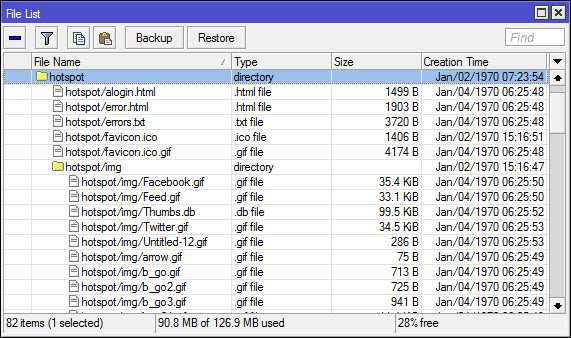 File List
Backup Restore Find
File Name Type Size Creation Time
hotspot directory Jan/02/1970 07:23:54
hotspot/alogin.html .html file 1499 B Jan/04/1970 06:25:48
hotspot/error.html .html file 1903 B Jan/04/1970 06:25:48
hotspot/errors.txt .txt file 3720 B Jan/04/1970 06:25:48
hotspot/favicon.ico .ico file 1406 B Jan/02/1970 15:16:51
hotspot/favicon.ico.gif .gif file 4174 B Jan/04/1970 06:25:48
hotspot/img directory Jan/02/1970 15:16:47
hotspot/img/Facebook.gif .gif file 35.4 KiB Jan/04/1970 06:25:50
hotspot/img/Feed.gif .gif file 33.1 KiB Jan/04/1970 06:25:50
hotspot/img/Thumbs.db .db file 99.5 KiB Jan/04/1970 06:25:52
hotspot/img/Twitter.gif .gif file 34.5 KiB Jan/04/1970 06:25:53
hotspot/img/Untitled-12.gif .gif file 286 B Jan/04/1970 06:25:53
hotspot/img/arrow.gif .gif file 75 B Jan/04/1970 06:25:49
hotspot/img/b_go.gif .gif file 713 B Jan/04/1970 06:25:49
hotspot/img/b_go2.gif .gif file 725 B Jan/04/1970 06:25:49
hotspot/img/b_go3.gif .gif file 941 B Jan/04/1970 06:25:49
82 items (1 selected) 90.8 MB of 126.9 MB used 28% free